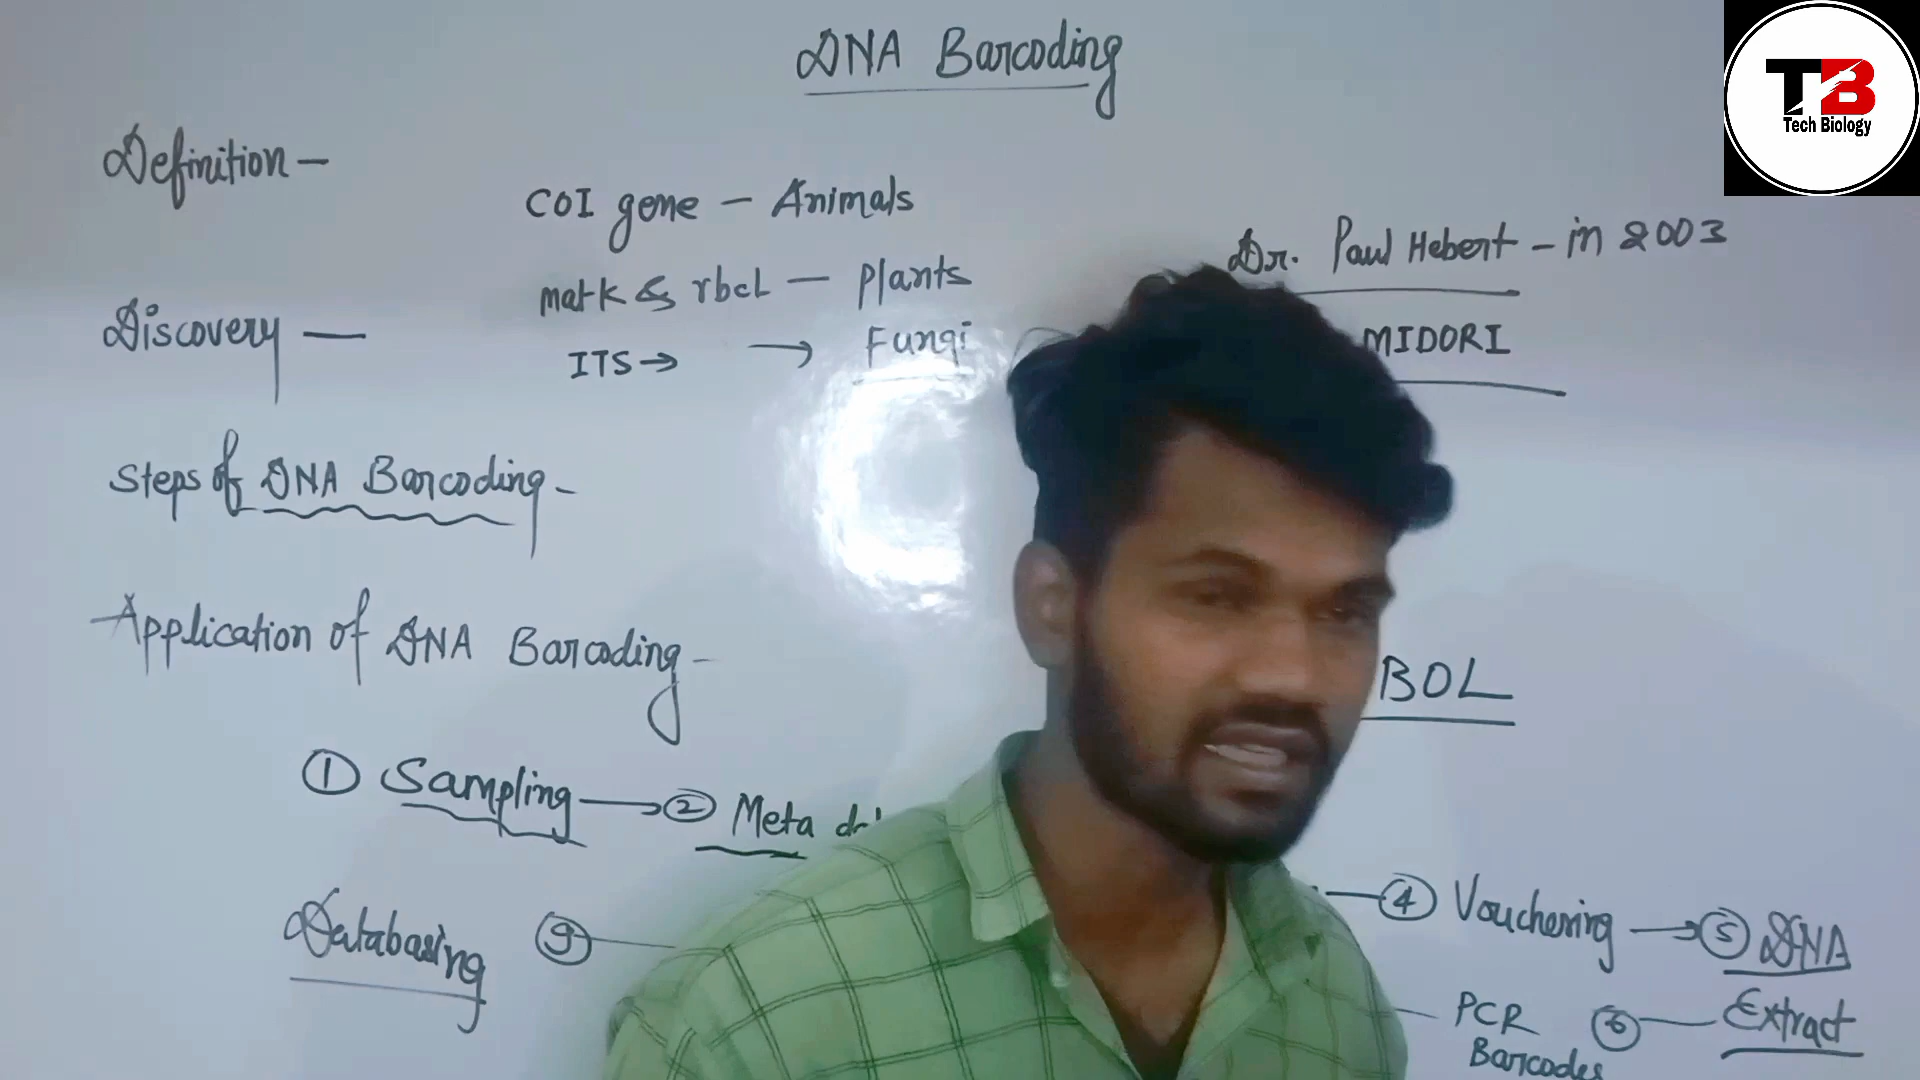 DNA Barcoding
TB
Tech Biology
Definition —
COI gene — Animals
Dr. Paul Hebert — in 2003
matK & rbcL — Plants
Discovery —
ITS → → Fungi
MIDORI
Steps of DNA Barcoding -
Application of DNA Barcoding -
BOL
① Sampling → ② Meta
④ Vouchering → ⑤ DNA
Databasing ⑨
PCR ⑥ — Extract
Barcodes